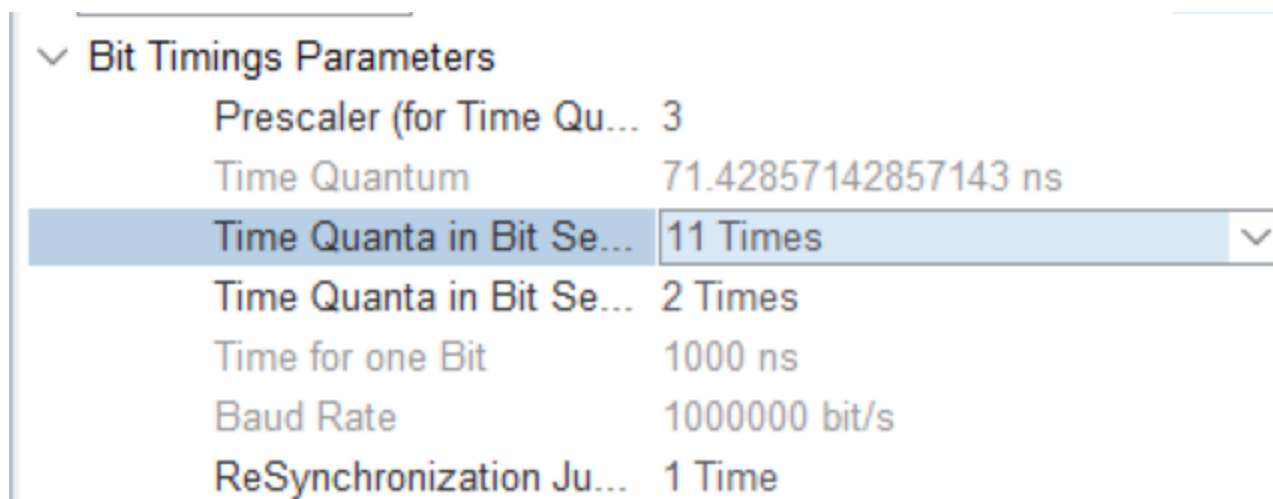 Bit Timings Parameters
Prescaler (for Time Qu... 3
Time Quantum 71.42857142857143 ns
Time Quanta in Bit Se... 11 Times
Time Quanta in Bit Se... 2 Times
Time for one Bit 1000 ns
Baud Rate 1000000 bit/s
ReSynchronization Ju... 1 Time